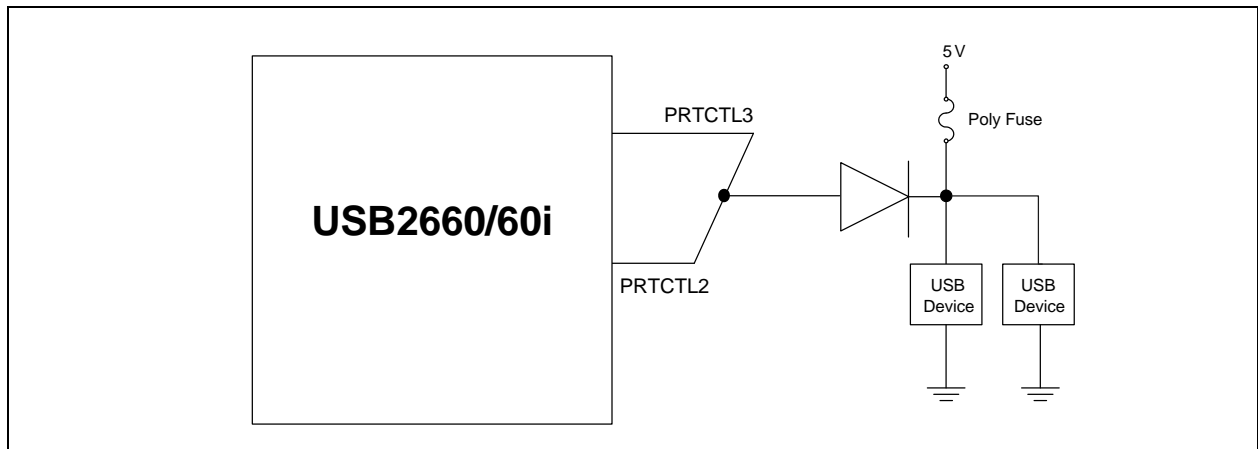 5 V
Poly Fuse
PRTCTL3
USB2660/60i
PRTCTL2
USB
Device
USB
Device